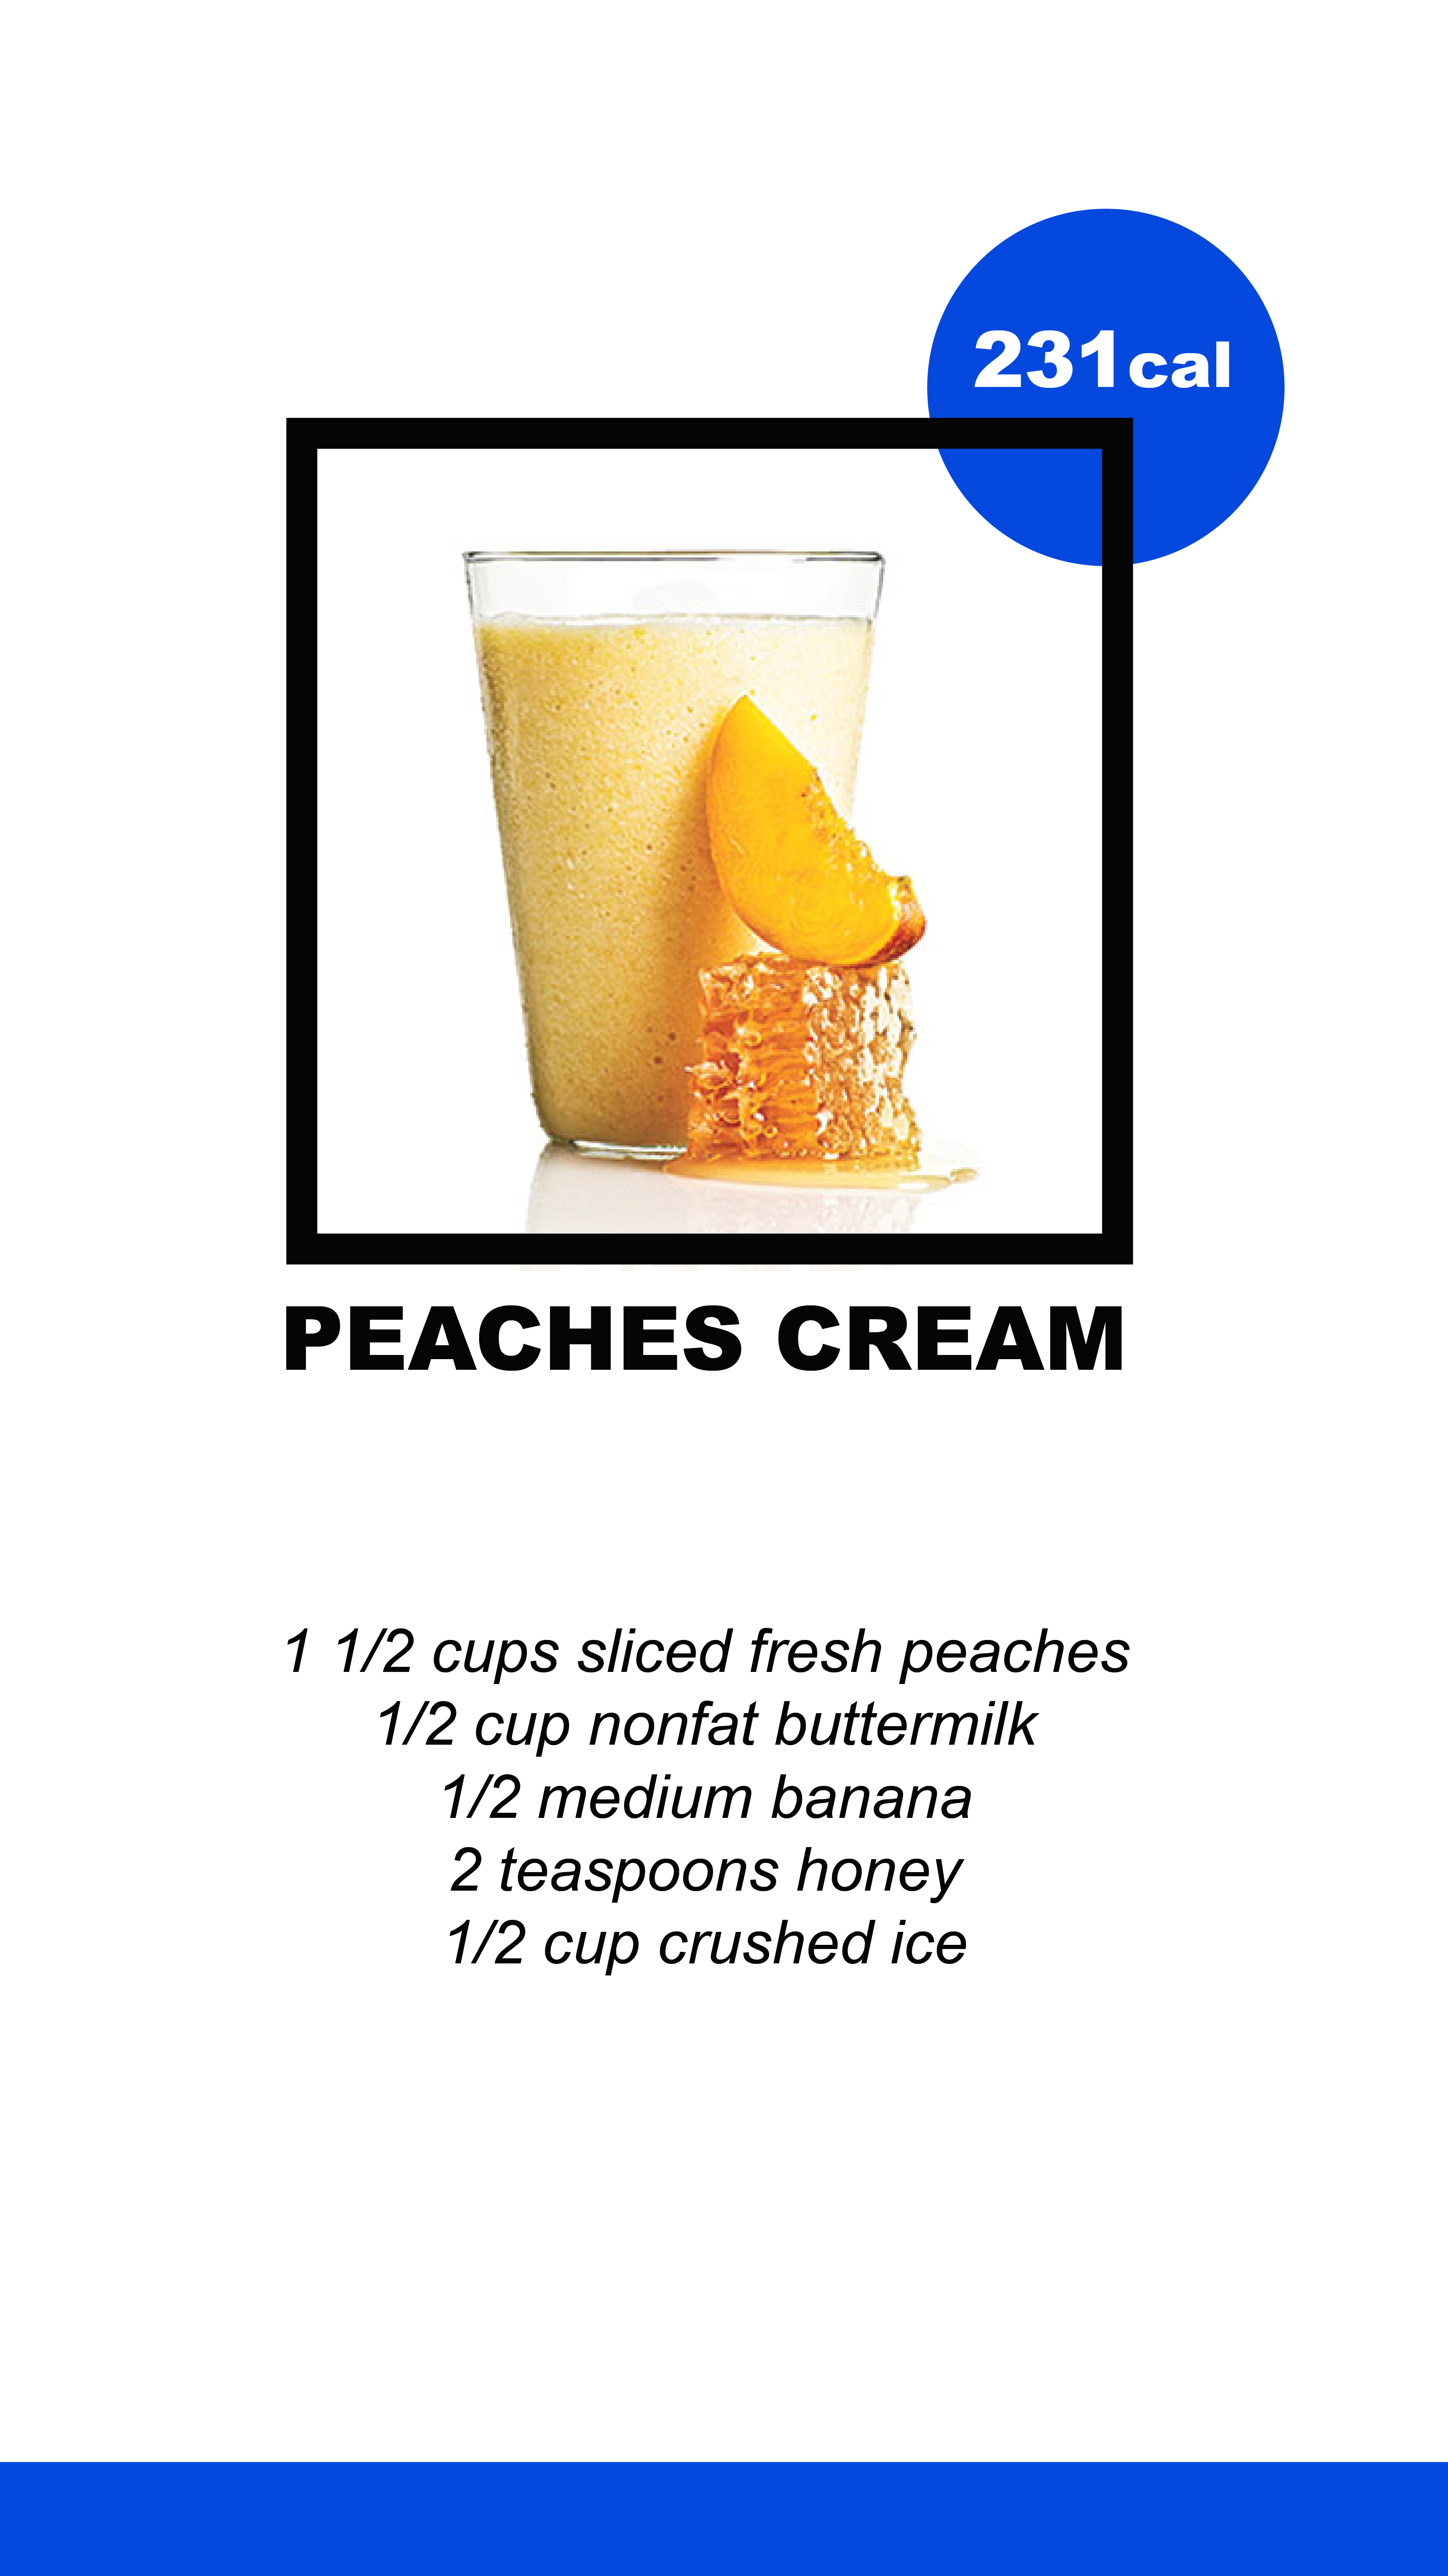 231cal
PEACHES CREAM
1 1/2 cups sliced fresh peaches
1/2 cup nonfat buttermilk
1/2 medium banana
2 teaspoons honey
1/2 cup crushed ice